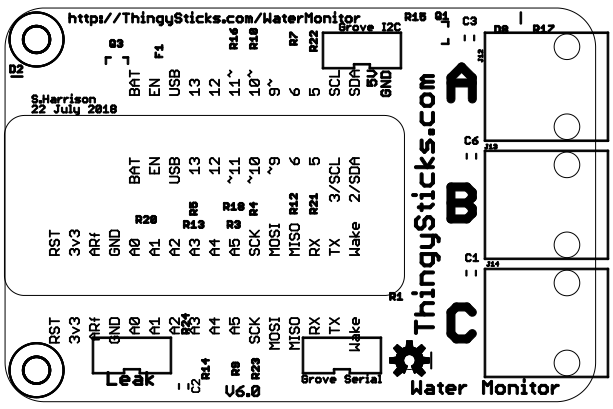 http://ThingySticks.com/WaterMonitor
R15 Q1 C3
Grove I2C
D8 R17
Q3 F1 R16 R18 R7 R22
J12
D2
BAT EN USB 13 12 11~ 10~ 9~ 6 5 SCL SDA 5V GND
A
S.Harrison
22 July 2018
ThingySticks.com
C6
J13
BAT EN USB 13 12 ~11 ~10 ~9 6 5 3/SCL 2/SDA
B
R20 R5 R13 R10 R3 R4 R12 R21
RST 3v3 ARf GND A0 A1 A2 A3 A4 A5 SCK MOSI MISO RX TX Wake
C1
J14
R1
C
RST 3v3 ARf GND A0 A1 A2 R24 A3 A4 A5 SCK MOSI MISO RX TX Wake
Leak
C2 R14 R9 R23
V6.0
Grove Serial
Water Monitor